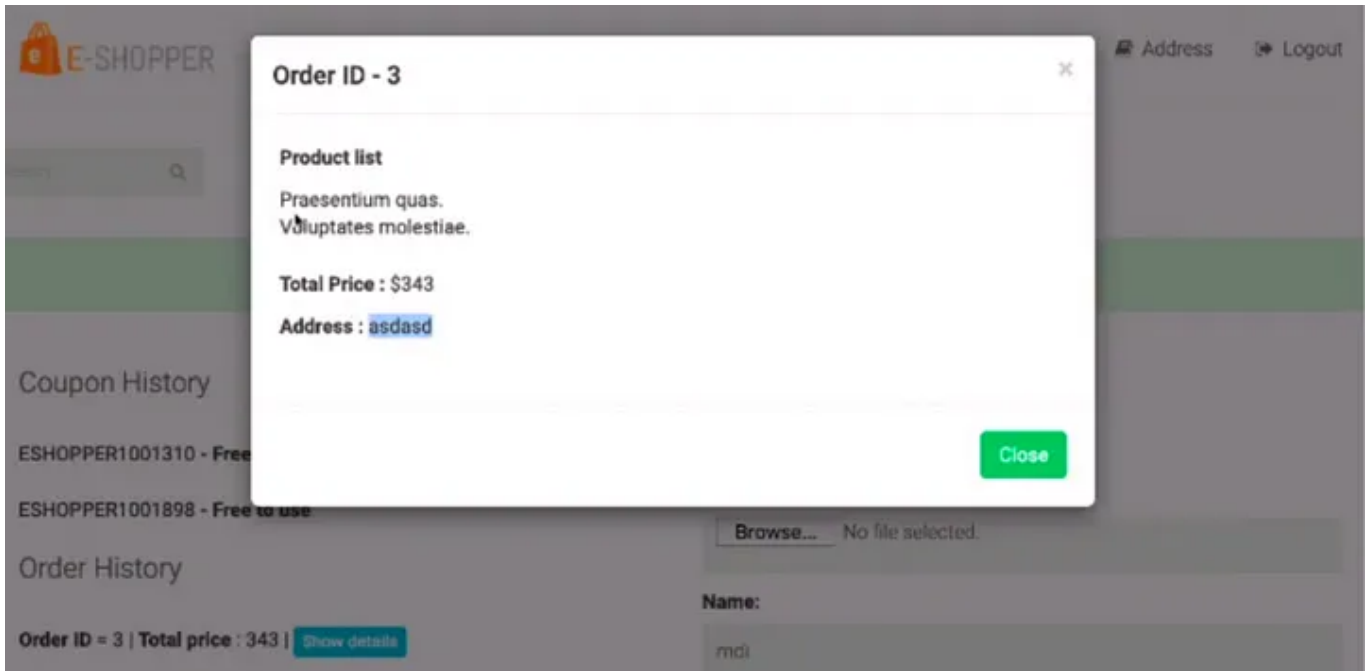 E-SHOPPER
Address
Logout
Order ID - 3
×
Product list
Praesentium quas.
Voluptates molestiae.
Total Price : $343
Address : asdasd
Close
Coupon History
ESHOPPER1001310 - Free
ESHOPPER1001898 - Free to use
Order History
Order ID = 3 | Total price : 343 | Show details
Browse... No file selected.
Name:
mdi